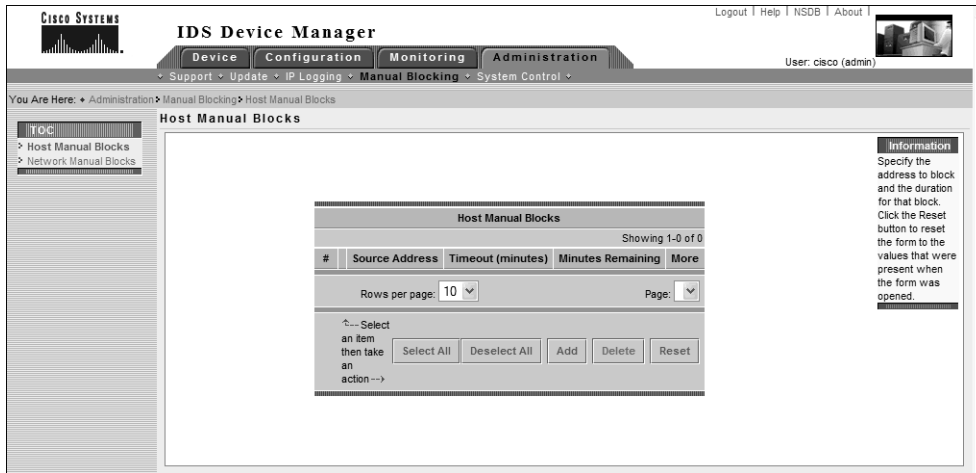 CISCO SYSTEMS
Logout | Help | NSDB | About |
IDS Device Manager
Device Configuration Monitoring Administration
User: cisco (admin)
Support Update IP Logging Manual Blocking System Control
You Are Here: Administration Manual Blocking Host Manual Blocks
Host Manual Blocks
TOC
Host Manual Blocks
Network Manual Blocks
Host Manual Blocks
Showing 1-0 of 0
# Source Address Timeout (minutes) Minutes Remaining More
Rows per page: 10 Page:
Select
an item
then take
an
action -->
Select All Deselect All Add Delete Reset
Information
Specify the
address to block
and the duration
for that block.
Click the Reset
button to reset
the form to the
values that were
present when
the form was
opened.